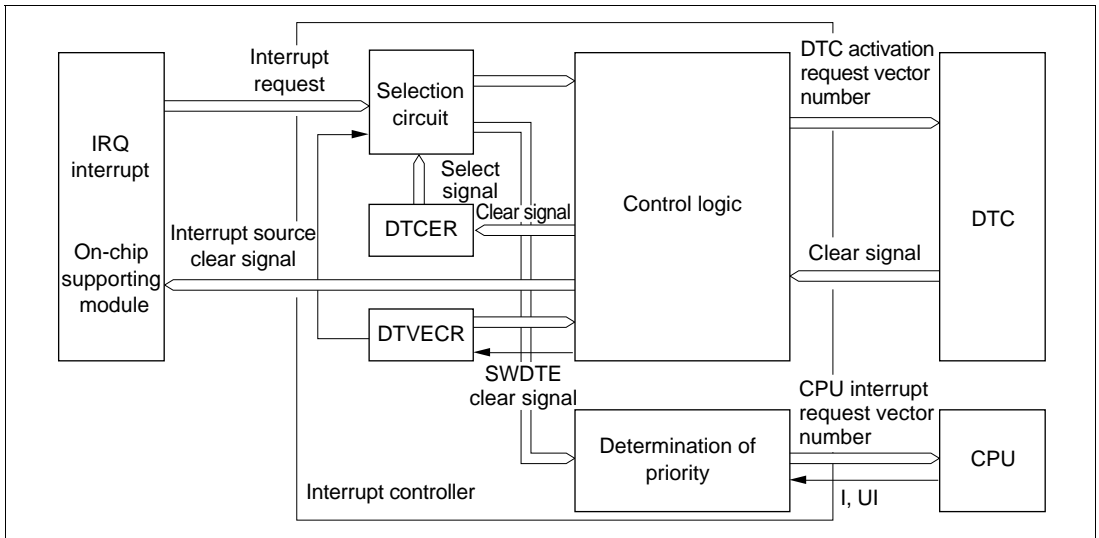 IRQ
interrupt
On-chip
supporting
module
Interrupt
request
Selection
circuit
Select
signal
DTCER
Clear signal
Interrupt source
clear signal
DTVECR
SWDTE
clear signal
Control logic
DTC activation
request vector
number
DTC
Clear signal
Determination of
priority
CPU interrupt
request vector
number
CPU
I, UI
Interrupt controller